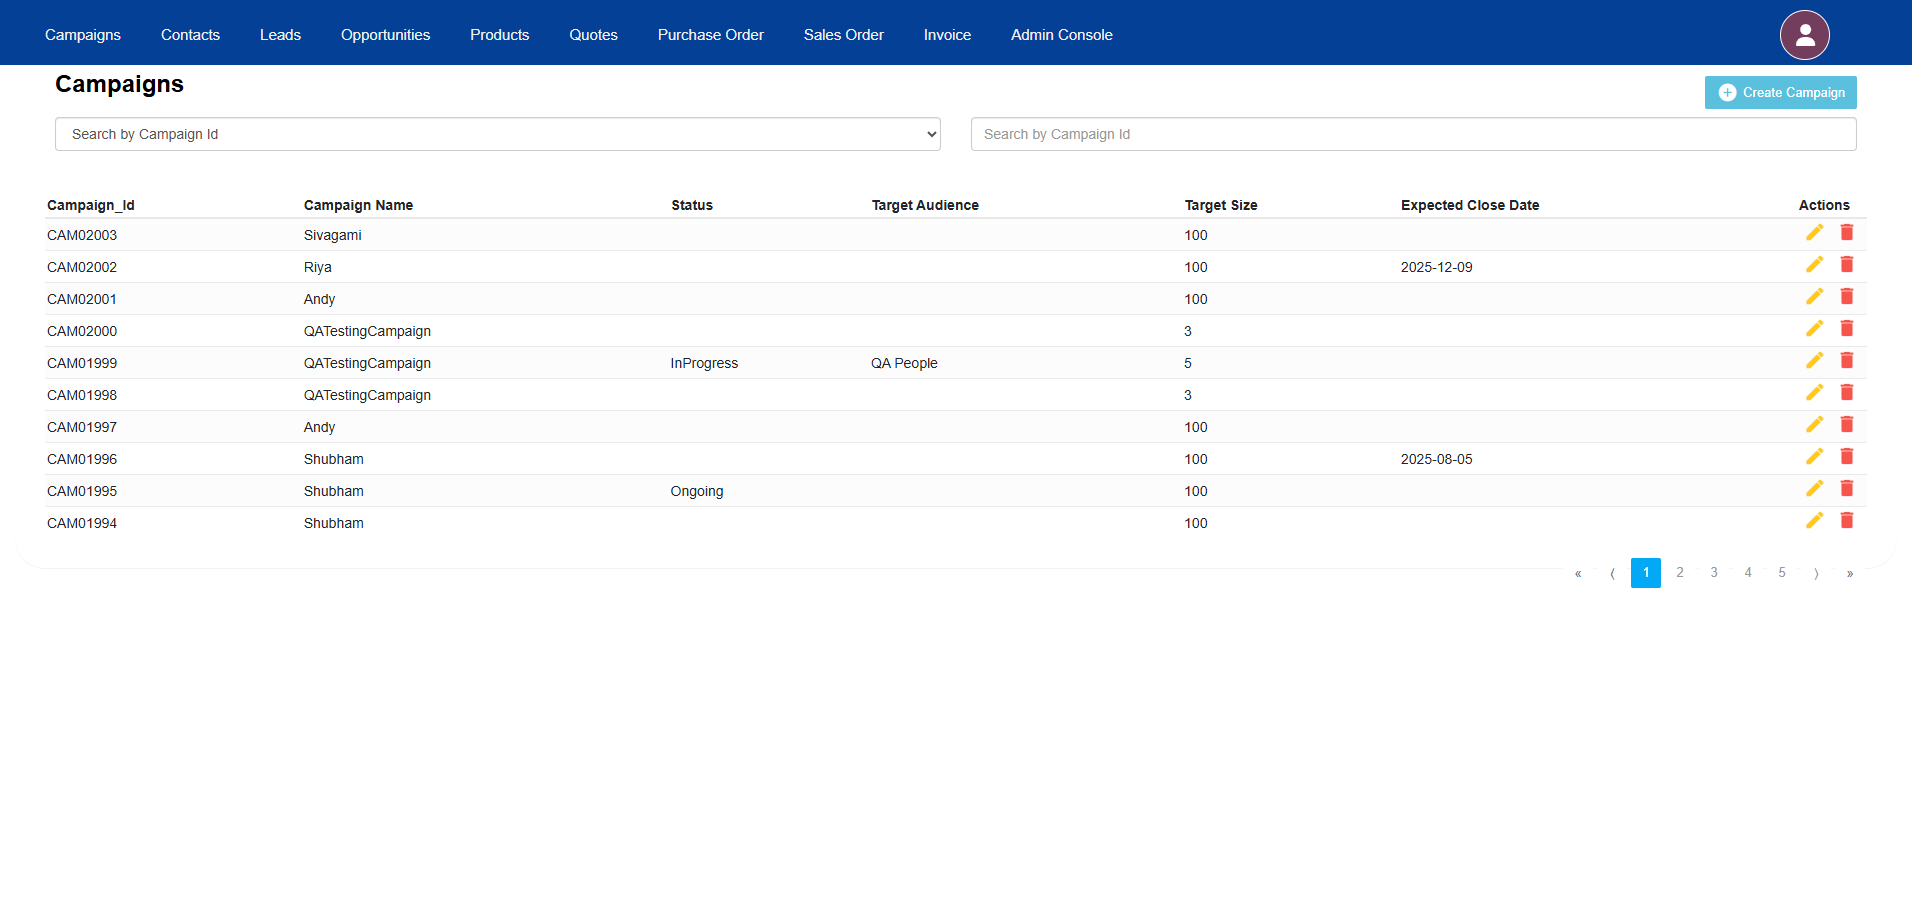 Campaigns Contacts Leads Opportunities Products Quotes Purchase Order Sales Order Invoice Admin Console
Campaigns
Create Campaign
Search by Campaign Id Search by Campaign Id
Campaign_Id Campaign Name Status Target Audience Target Size Expected Close Date Actions
CAM02003 Sivagami 100
CAM02002 Riya 100 2025-12-09
CAM02001 Andy 100
CAM02000 QATestingCampaign 3
CAM01999 QATestingCampaign InProgress QA People 5
CAM01998 QATestingCampaign 3
CAM01997 Andy 100
CAM01996 Shubham 100 2025-08-05
CAM01995 Shubham Ongoing 100
CAM01994 Shubham 100
« ⟨ 1 2 3 4 5 ⟩ »